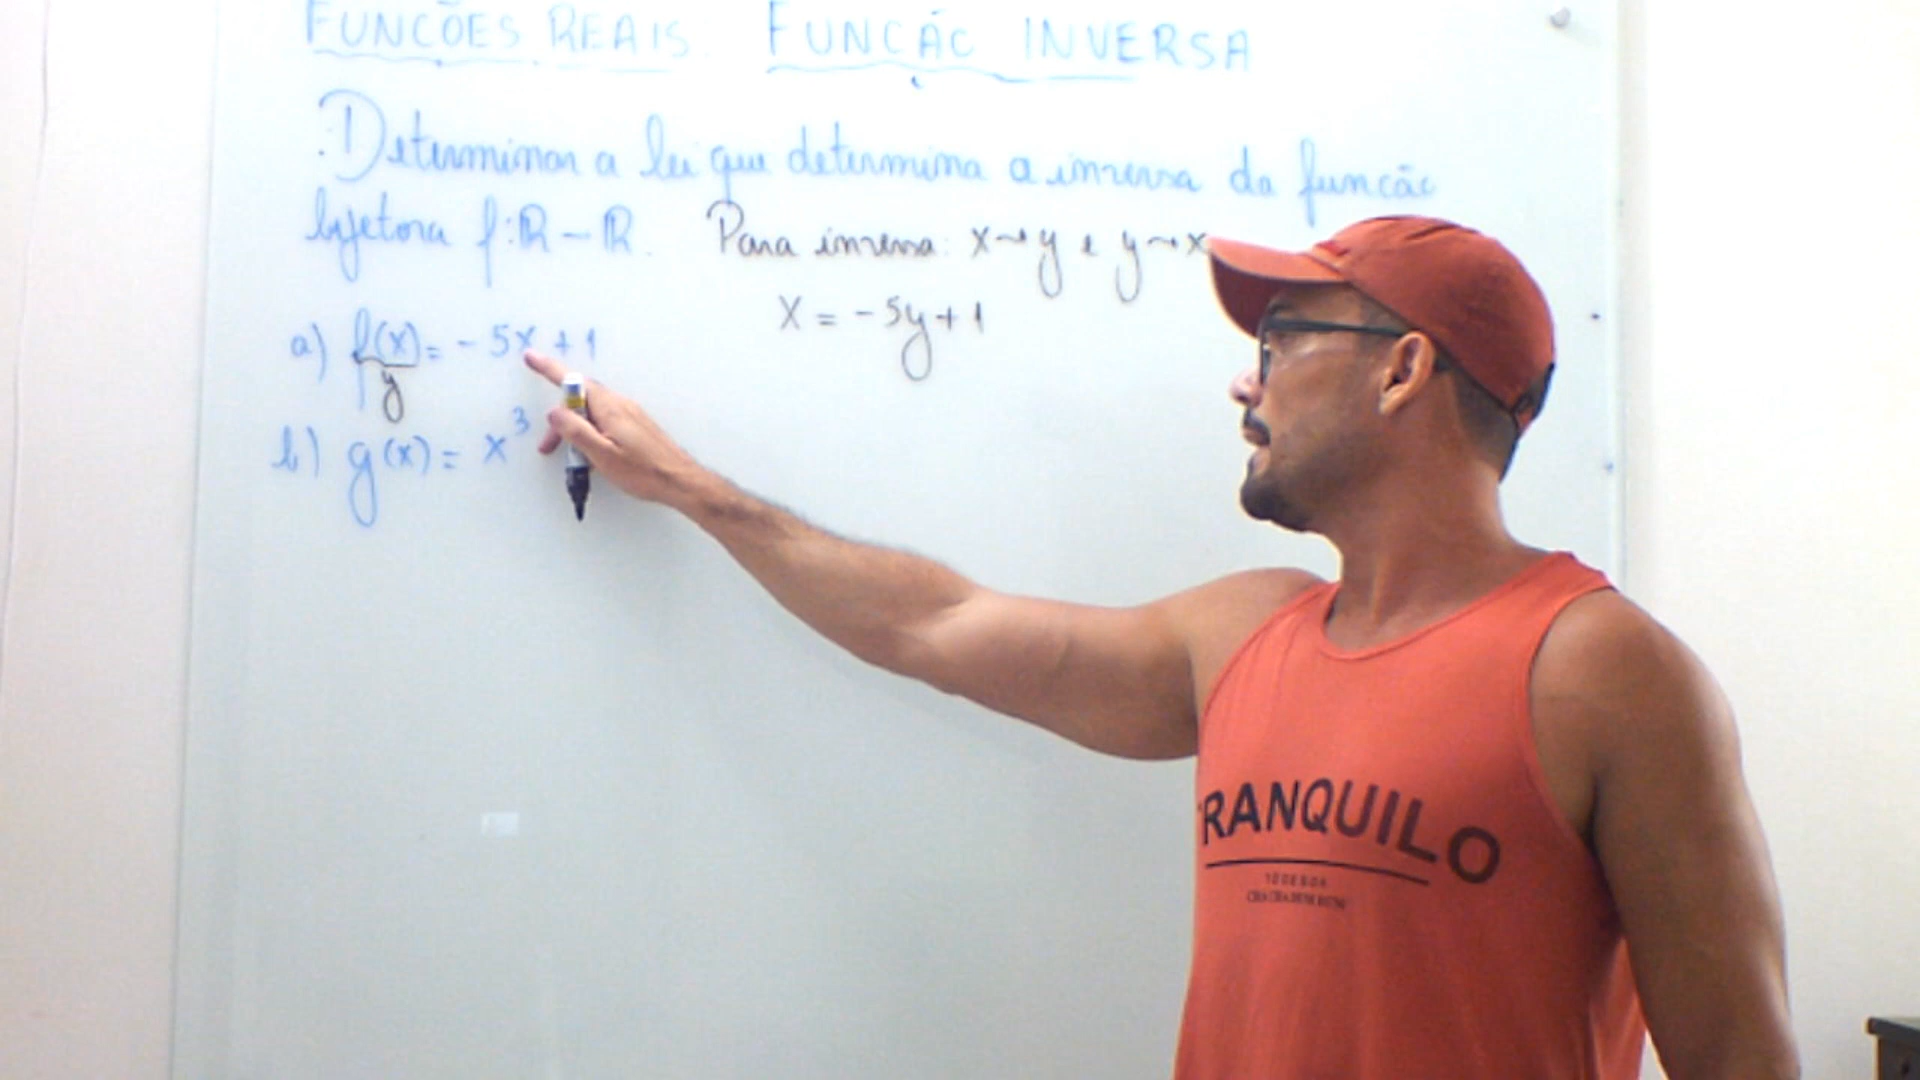 FUNÇÕES REAIS. FUNÇÃO INVERSA
. Determinar a lei que determina a inversa da função
bijetora f: ℝ → ℝ. Para inversa: x → y e y → x
x = -5y + 1
a) f(x) = -5x + 1
y
b) g(x) = x³
TRANQUILO